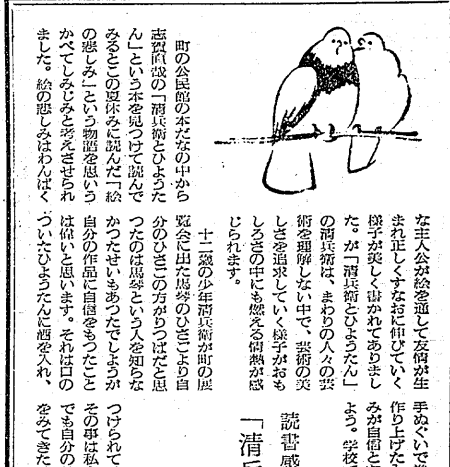 町の公民館の本だなの中から
志賀直哉の「清兵衛とひょうた
ん」という本を見つけて読んで
みるとこの夏休みに読んだ「絵
の悲しみ」という物語を思いう
かべてしみじみと考えさせられ
ました。絵の悲しみはわんぱく
な主人公が絵を通して友情が生
まれ正しくすなおに伸びていく
様子が美しく書かれてありまし
た。が「清兵衛とひょうたん」
の清兵衛は、まわりの人々の芸
術を理解しない中で、芸術の美
しさを追求していく様子がおも
しろさの中にも燃える情熱が感
じられます。
十二歳の少年清兵衛が町の展
覧会に出た馬琴のひさごより自
分のひさごの方がりつぱだと思
つたのは馬琴という人を知らな
かつたせいもあつたでしようが
自分の作品に自信をもつたこと
は偉いと思います。それは口の
ついたひょうたんに酒を入れ、
手ぬぐいで
作り上げた
みが自信と
よう。学校
読書感
「清兵
つけられて
その事は私
でも自分の
をみてきた